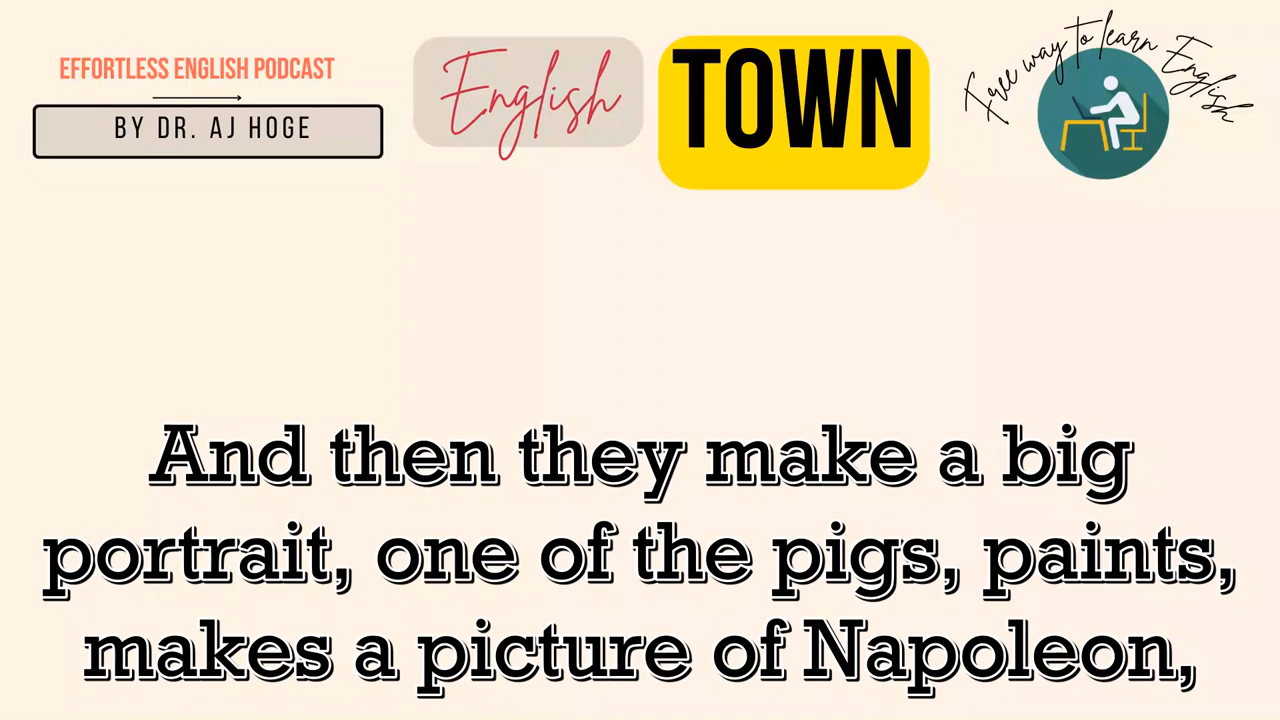 EFFORTLESS ENGLISH PODCAST
BY DR. AJ HOGE
English
TOWN
Free way to learn English
And then they make a big
portrait, one of the pigs, paints,
makes a picture of Napoleon,